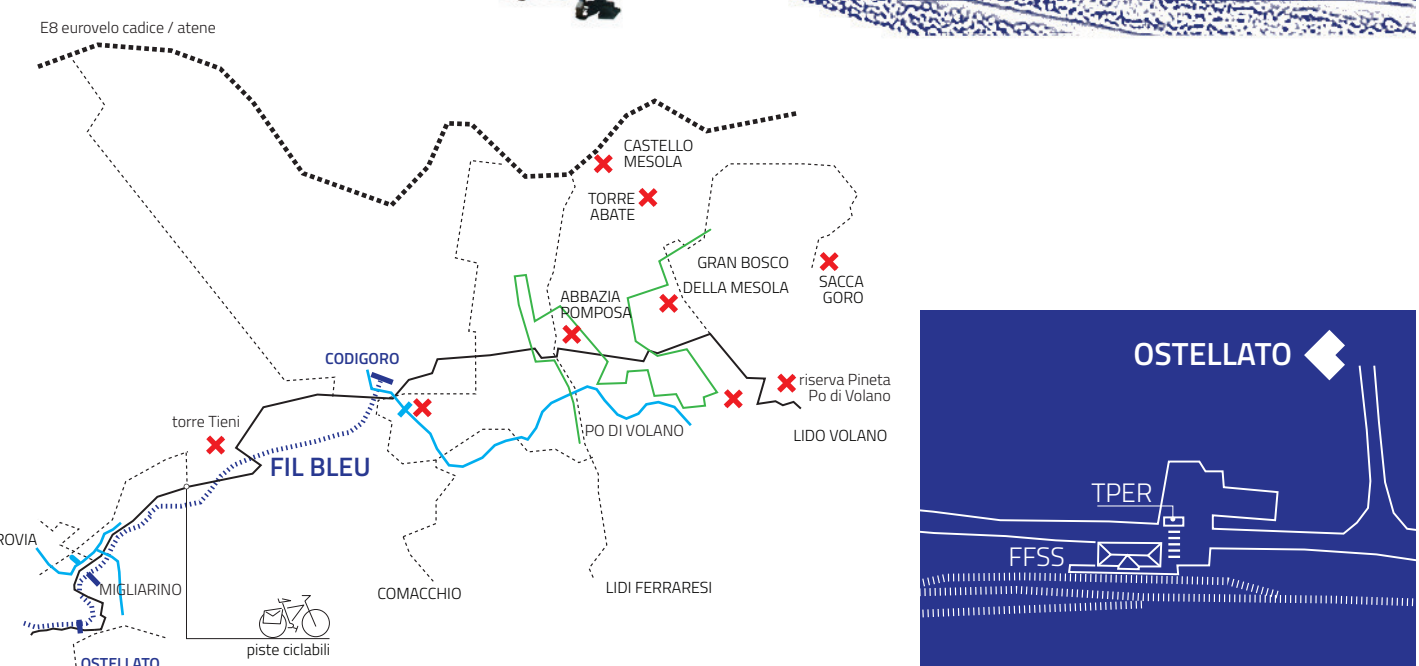 E8 eurovelo cadice / atene
CASTELLO
MESOLA
TORRE
ABATE
GRAN BOSCO
DELLA MESOLA
SACCA
GORO
ABBAZIA
POMPOSA
CODIGORO
riserva Pineta
Po di Volano
torre Tieni
PO DI VOLANO
LIDO VOLANO
FIL BLEU
ROVIA
MIGLIARINO
COMACCHIO
LIDI FERRARESI
piste ciclabili
OSTELLATO
OSTELLATO
TPER
FFSS